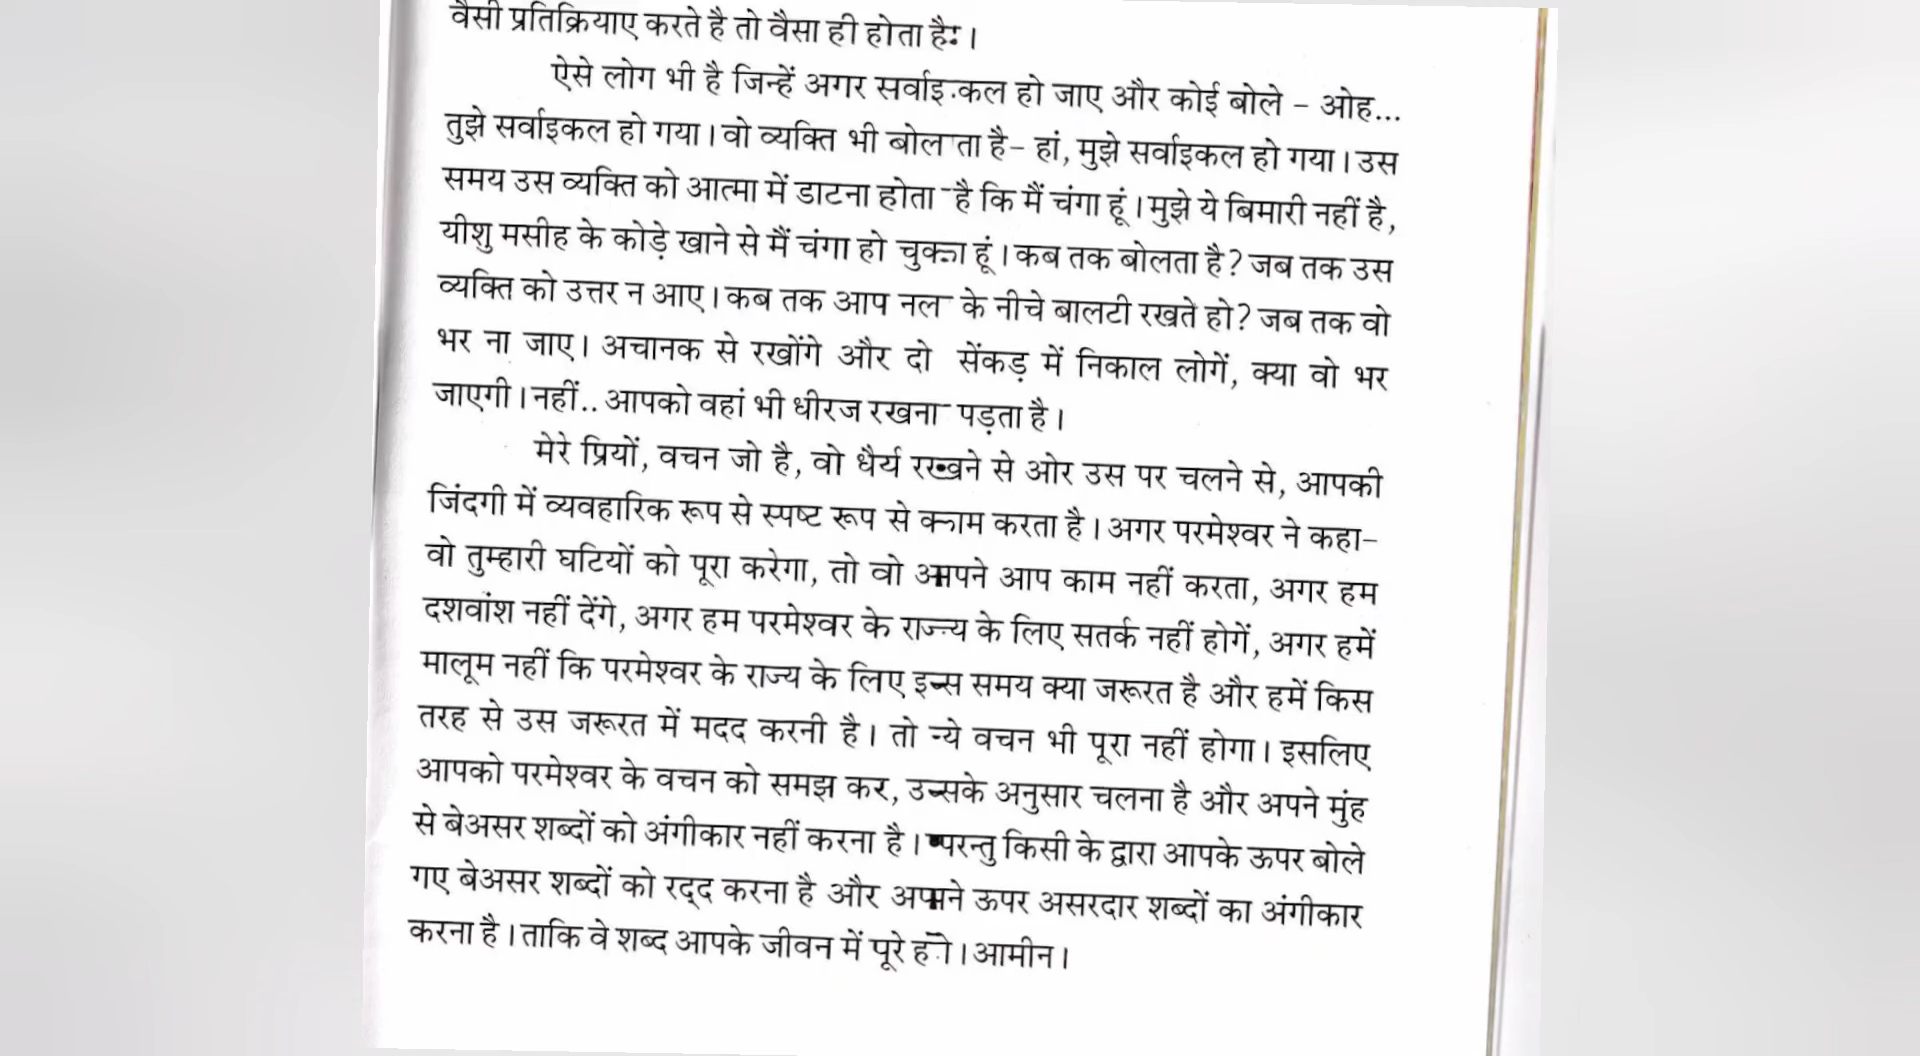 वैसी प्रतिक्रियाए करते है तो वैसा ही होता है।
ऐसे लोग भी है जिन्हें अगर सर्वाइकल हो जाए और कोई बोले – ओह...
तुझे सर्वाइकल हो गया। वो व्यक्ति भी बोलता है– हां, मुझे सर्वाइकल हो गया। उस
समय उस व्यक्ति को आत्मा में डाटना होता है कि मैं चंगा हूं। मुझे ये बिमारी नहीं है,
यीशु मसीह के कोड़े खाने से मैं चंगा हो चुका हूं। कब तक बोलता है? जब तक उस
व्यक्ति को उत्तर न आए। कब तक आप नल के नीचे बालटी रखते हो? जब तक वो
भर ना जाए। अचानक से रखोंगे और दो सेंकड़ में निकाल लोगें, क्या वो भर
जाएगी। नहीं.. आपको वहां भी धीरज रखना पड़ता है।
मेरे प्रियों, वचन जो है, वो धैर्य रखने से ओर उस पर चलने से, आपकी
जिंदगी में व्यवहारिक रूप से स्पष्ट रूप से काम करता है। अगर परमेश्वर ने कहा–
वो तुम्हारी घटियों को पूरा करेगा, तो वो अपने आप काम नहीं करता, अगर हम
दशवांश नहीं देंगे, अगर हम परमेश्वर के राज्य के लिए सतर्क नहीं होगें, अगर हमें
मालूम नहीं कि परमेश्वर के राज्य के लिए इस समय क्या जरूरत है और हमें किस
तरह से उस जरूरत में मदद करनी है। तो ये वचन भी पूरा नहीं होगा। इसलिए
आपको परमेश्वर के वचन को समझ कर, उसके अनुसार चलना है और अपने मुंह
से बेअसर शब्दों को अंगीकार नहीं करना है। परन्तु किसी के द्वारा आपके ऊपर बोले
गए बेअसर शब्दों को रद्द करना है और अपने ऊपर असरदार शब्दों का अंगीकार
करना है। ताकि वे शब्द आपके जीवन में पूरे हो। आमीन।